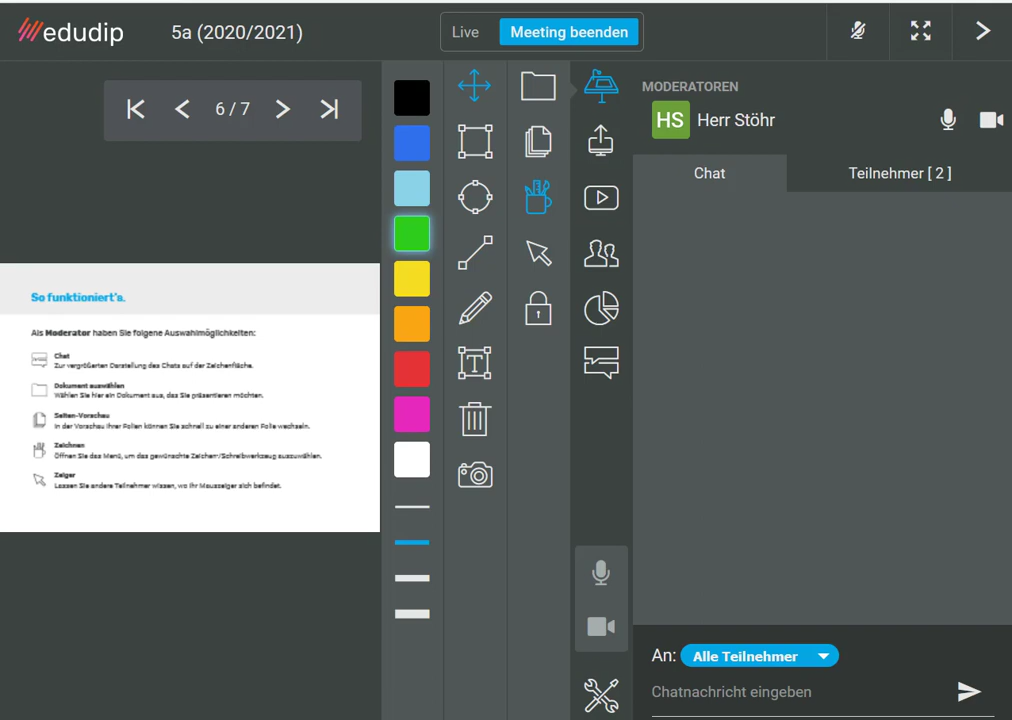 edudip
5a (2020/2021)
Live
Meeting beenden
6 / 7
MODERATOREN
HS
Herr Stöhr
Chat
Teilnehmer [ 2 ]
So funktioniert's.
Als Moderator haben Sie folgene Auswahlmöglichkeiten:
Chat
Zur vergrößerten Darstellung des Chats auf der Zeichenfläche.
Dokument auswählen
Wählen Sie hier ein Dokument aus, das Sie präsentieren möchten.
Seiten-Vorschau
In der Vorschau Ihrer Folien können Sie schnell zu einer anderen Folie wechseln.
Zeichnen
Öffnen Sie das Menü, um das gewünschte Zeichen-/Schreibwerkzeug auszuwählen.
Zeiger
Lassen Sie andere Teilnehmer wissen, wo Ihr Mauszeiger sich befindet.
T
An:
Alle Teilnehmer
Chatnachricht eingeben